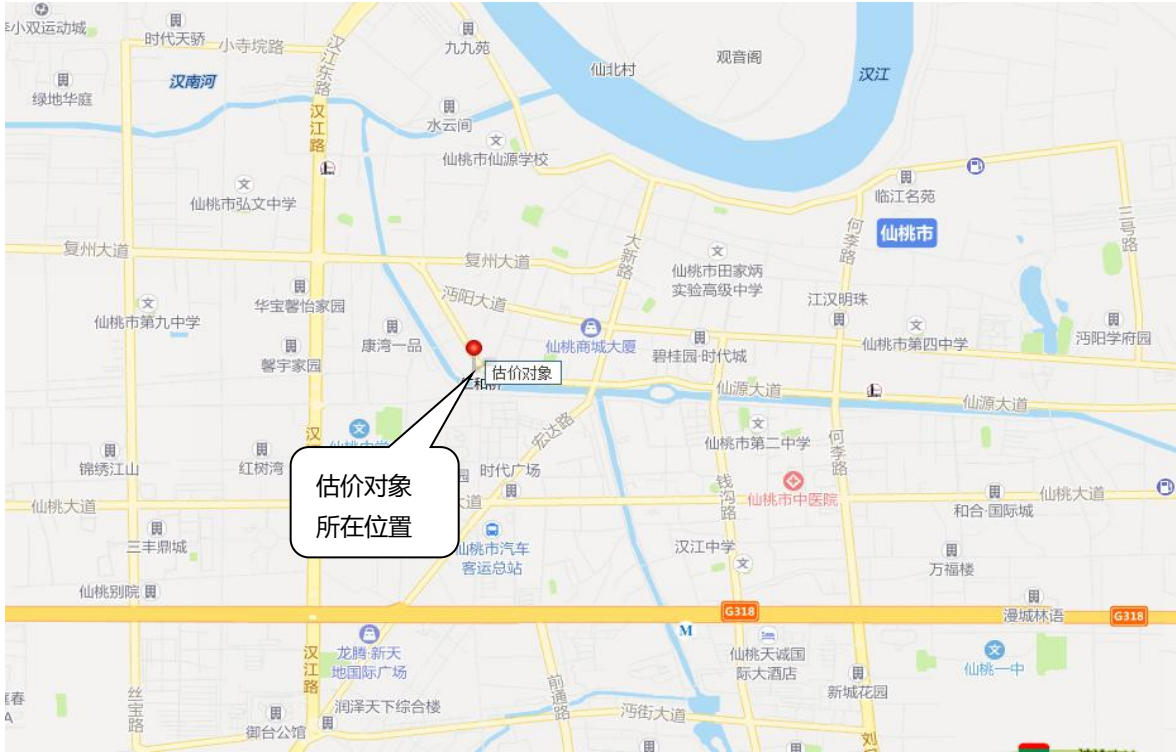 小双运动城
时代天骄
小寺垸路
汉江东路
九九苑
仙北村
观音阁
汉江
绿地华庭
汉南河
汉江路
水云间
仙桃市仙源学校
临江名苑
仙桃市弘文中学
仙桃市
三号路
何李路
大新路
复州大道
复州大道
仙桃市田家炳
实验高级中学
沔阳大道
华宝馨怡家园
江汉明珠
仙桃市第九中学
康湾一品
仙桃商城大厦
碧桂园·时代城
仙桃市第四中学
沔阳学府园
馨宇家园
估价对象
仙源大道
仙源大道
宏达路
仙桃市第二中学
何李路
锦绣江山
红树湾
估价对象
所在位置
时代广场
钱沟路
仙桃市中医院
仙桃大道
仙桃大道
和合·国际城
三丰鼎城
仙桃市汽车
客运总站
汉江中学
万福楼
仙桃别院
G318
漫城林语
G318
M
龙腾·新天
地国际广场
仙桃天诚国
际大酒店
仙桃一中
汉江路
新城花园
丝宝路
前通路
润泽天下综合楼
沔街大道
御台公馆